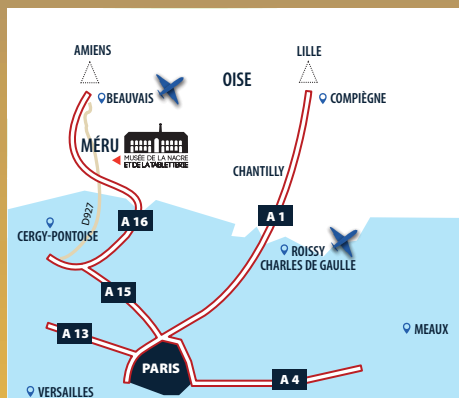 AMIENS
LILLE
OISE
BEAUVAIS
COMPIÈGNE
MÉRU
MUSÉE DE LA NACRE
ET DE LA TABLETTERIE
CHANTILLY
D927
A 16
A 1
CERGY-PONTOISE
ROISSY
CHARLES DE GAULLE
A 15
A 13
MEAUX
PARIS
A 4
VERSAILLES